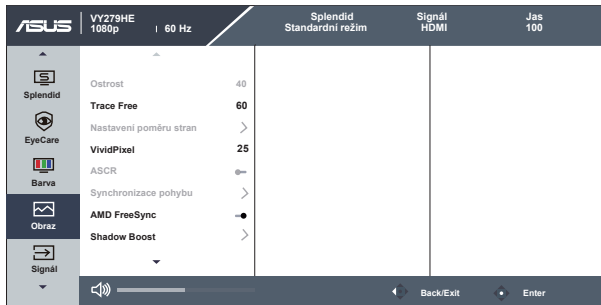 ASUS
VY279HE
1080p 60 Hz
Splendid
Standardní režim
Signál
HDMI
Jas
100
Splendid
EyeCare
Barva
Obraz
Signál
Ostrost 40
Trace Free 60
Nastavení poměru stran
VividPixel 25
ASCR
Synchronizace pohybu
AMD FreeSync
Shadow Boost
Back/Exit
Enter